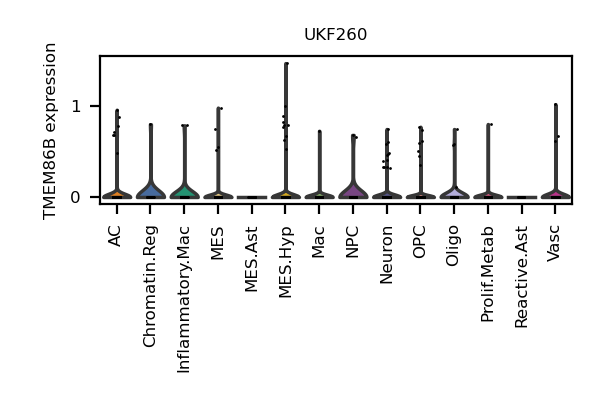 UKF260
TMEM86B expression
1
0
AC
Chromatin.Reg
Inflammatory.Mac
MES
MES.Ast
MES.Hyp
Mac
NPC
Neuron
OPC
Oligo
Prolif.Metab
Reactive.Ast
Vasc